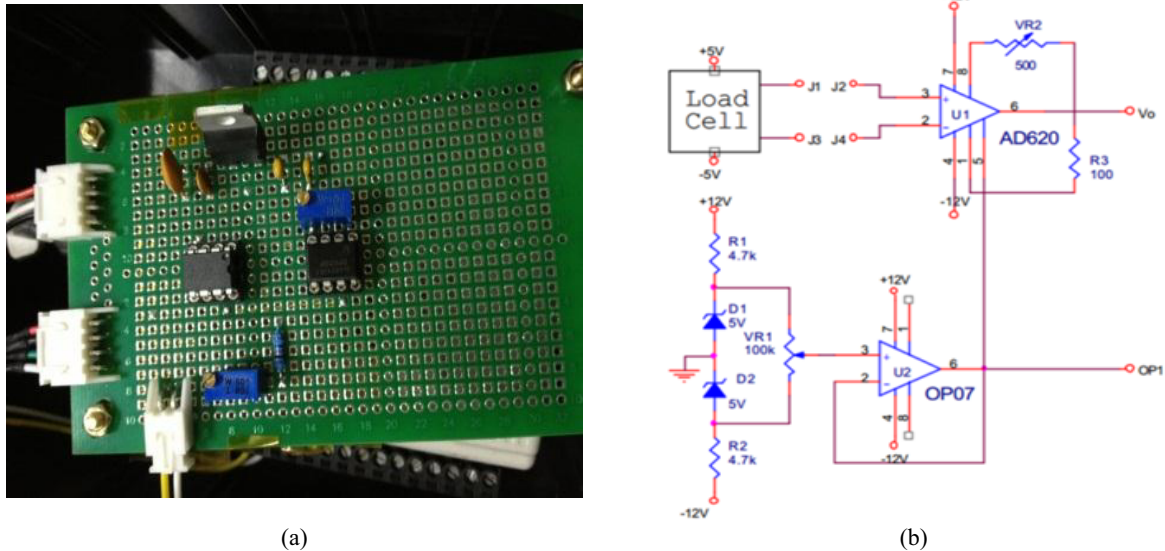 +5V
Load
Cell
-5V
J1
J2
J3
J4
3
2
7
8
U1
6
4
1
5
AD620
-12V
VR2
500
Vo
R3
100
+12V
R1
4.7k
D1
5V
VR1
100k
D2
5V
R2
4.7k
-12V
+12V
7
1
3
2
U2
6
OP07
4
8
-12V
OP1
(a)
(b)